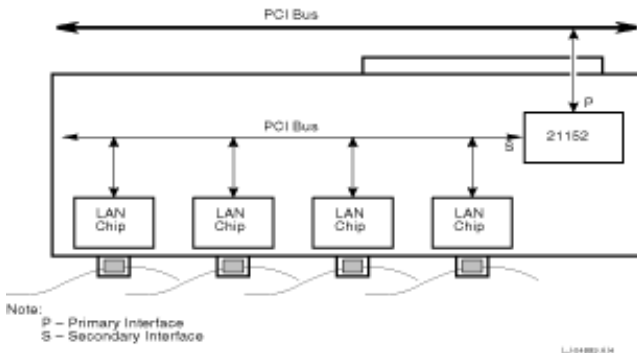 PCI Bus
P
PCI Bus
S
21152
LAN
Chip
LAN
Chip
LAN
Chip
LAN
Chip
Note:
P – Primary Interface
S – Secondary Interface